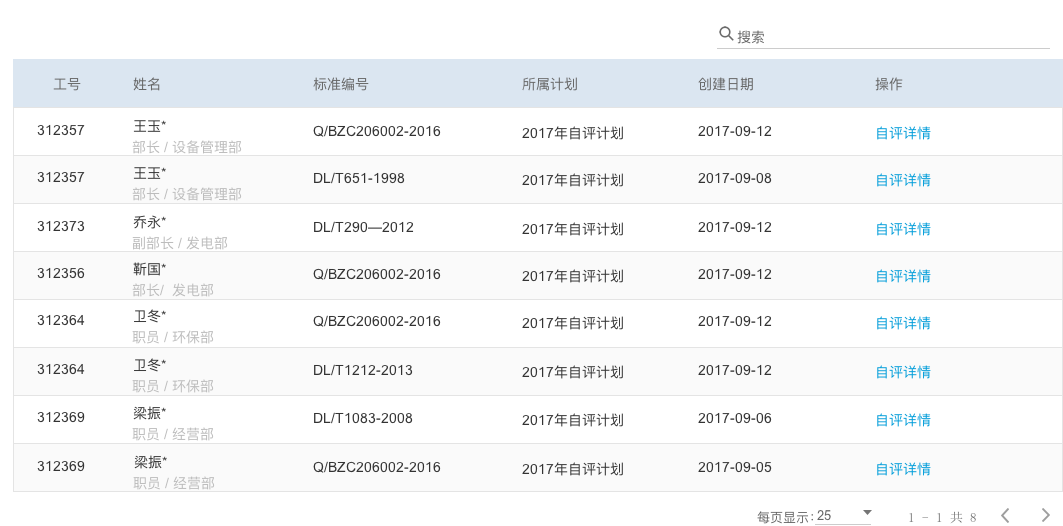 搜索
工号 姓名 标准编号 所属计划 创建日期 操作
312357 王玉* Q/BZC206002-2016 2017年自评计划 2017-09-12 自评详情
部长 / 设备管理部
312357 王玉* DL/T651-1998 2017年自评计划 2017-09-08 自评详情
部长 / 设备管理部
312373 乔永* DL/T290—2012 2017年自评计划 2017-09-12 自评详情
副部长 / 发电部
312356 靳国* Q/BZC206002-2016 2017年自评计划 2017-09-12 自评详情
部长/ 发电部
312364 卫冬* Q/BZC206002-2016 2017年自评计划 2017-09-12 自评详情
职员 / 环保部
312364 卫冬* DL/T1212-2013 2017年自评计划 2017-09-12 自评详情
职员 / 环保部
312369 梁振* DL/T1083-2008 2017年自评计划 2017-09-06 自评详情
职员 / 经营部
312369 梁振* Q/BZC206002-2016 2017年自评计划 2017-09-05 自评详情
职员 / 经营部
每页显示: 25 1 - 1 共 8